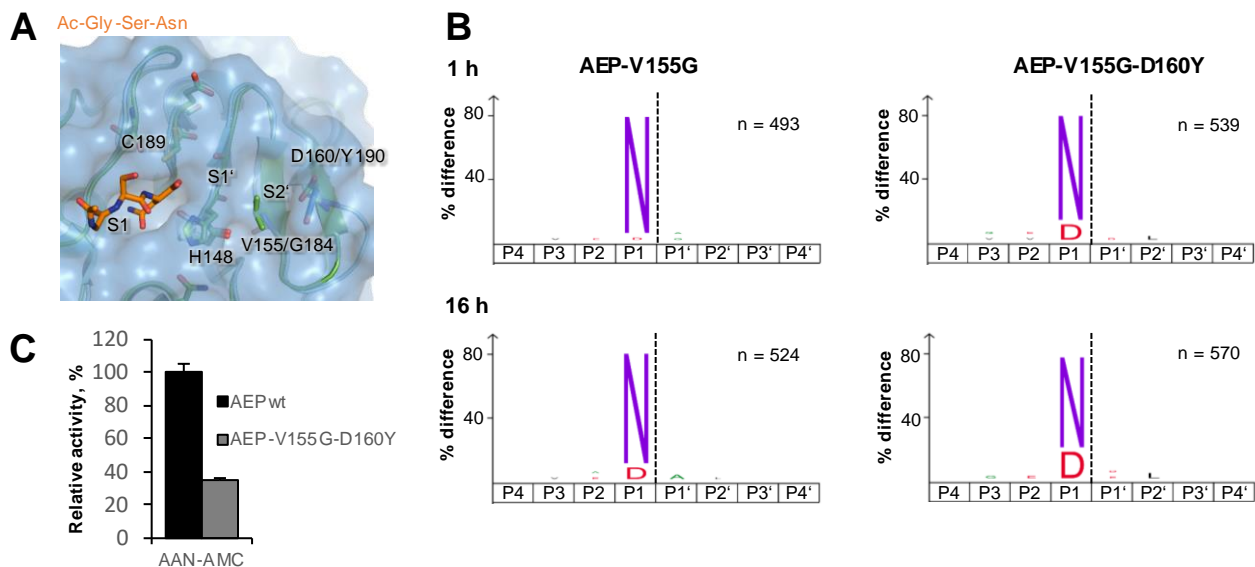 A
Ac-Gly-Ser-Asn
C189
S1
S1‘
H148
S2‘
D160/Y190
V155/G184
B
1 h
AEP-V155G
% difference
80
40
N
D
n = 493
P4 P3 P2 P1 P1‘ P2‘ P3‘ P4‘
AEP-V155G-D160Y
% difference
80
40
N
D
n = 539
L
P4 P3 P2 P1 P1‘ P2‘ P3‘ P4‘
16 h
% difference
80
40
N
D
A
n = 524
P4 P3 P2 P1 P1‘ P2‘ P3‘ P4‘
% difference
80
40
N
D
L
n = 570
P4 P3 P2 P1 P1‘ P2‘ P3‘ P4‘
C
Relative activity, %
120
100
80
60
40
20
0
AEPwt
AEP-V155G-D160Y
AAN-AMC